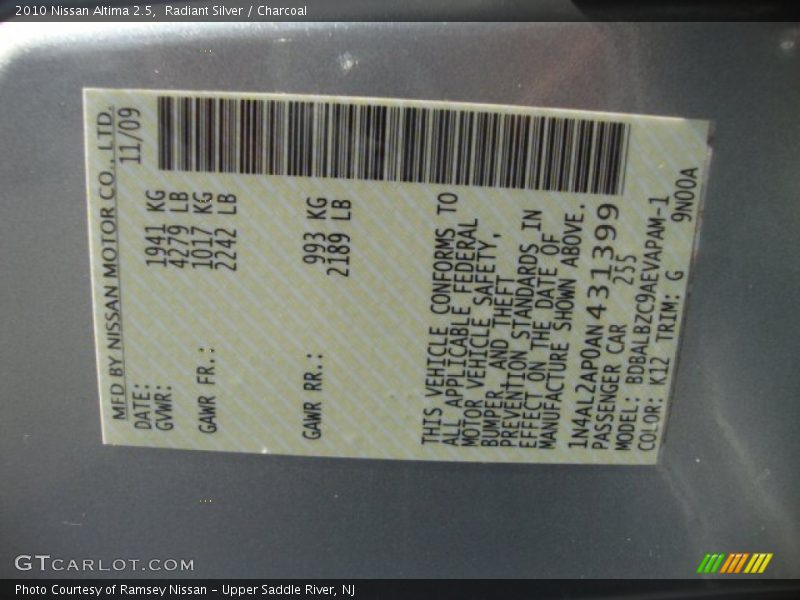 2010 Nissan Altima 2.5, Radiant Silver / Charcoal
MFD BY NISSAN MOTOR CO., LTD.
DATE: 11/09
GVWR: 1941 KG
4279 LB
GAWR FR.: 1017 KG
2242 LB
GAWR RR.: 993 KG
2189 LB
THIS VEHICLE CONFORMS TO
ALL APPLICABLE FEDERAL
MOTOR VEHICLE SAFETY,
BUMPER, AND THEFT
PREVENTION STANDARDS IN
EFFECT ON THE DATE OF
MANUFACTURE SHOWN ABOVE.
1N4AL2AP0AN431399
PASSENGER CAR 255
MODEL: BDBALBZC9AEVAPAM-1
COLOR: K12 TRIM: G 9N00A
GTCARLOT.COM
Photo Courtesy of Ramsey Nissan – Upper Saddle River, NJ